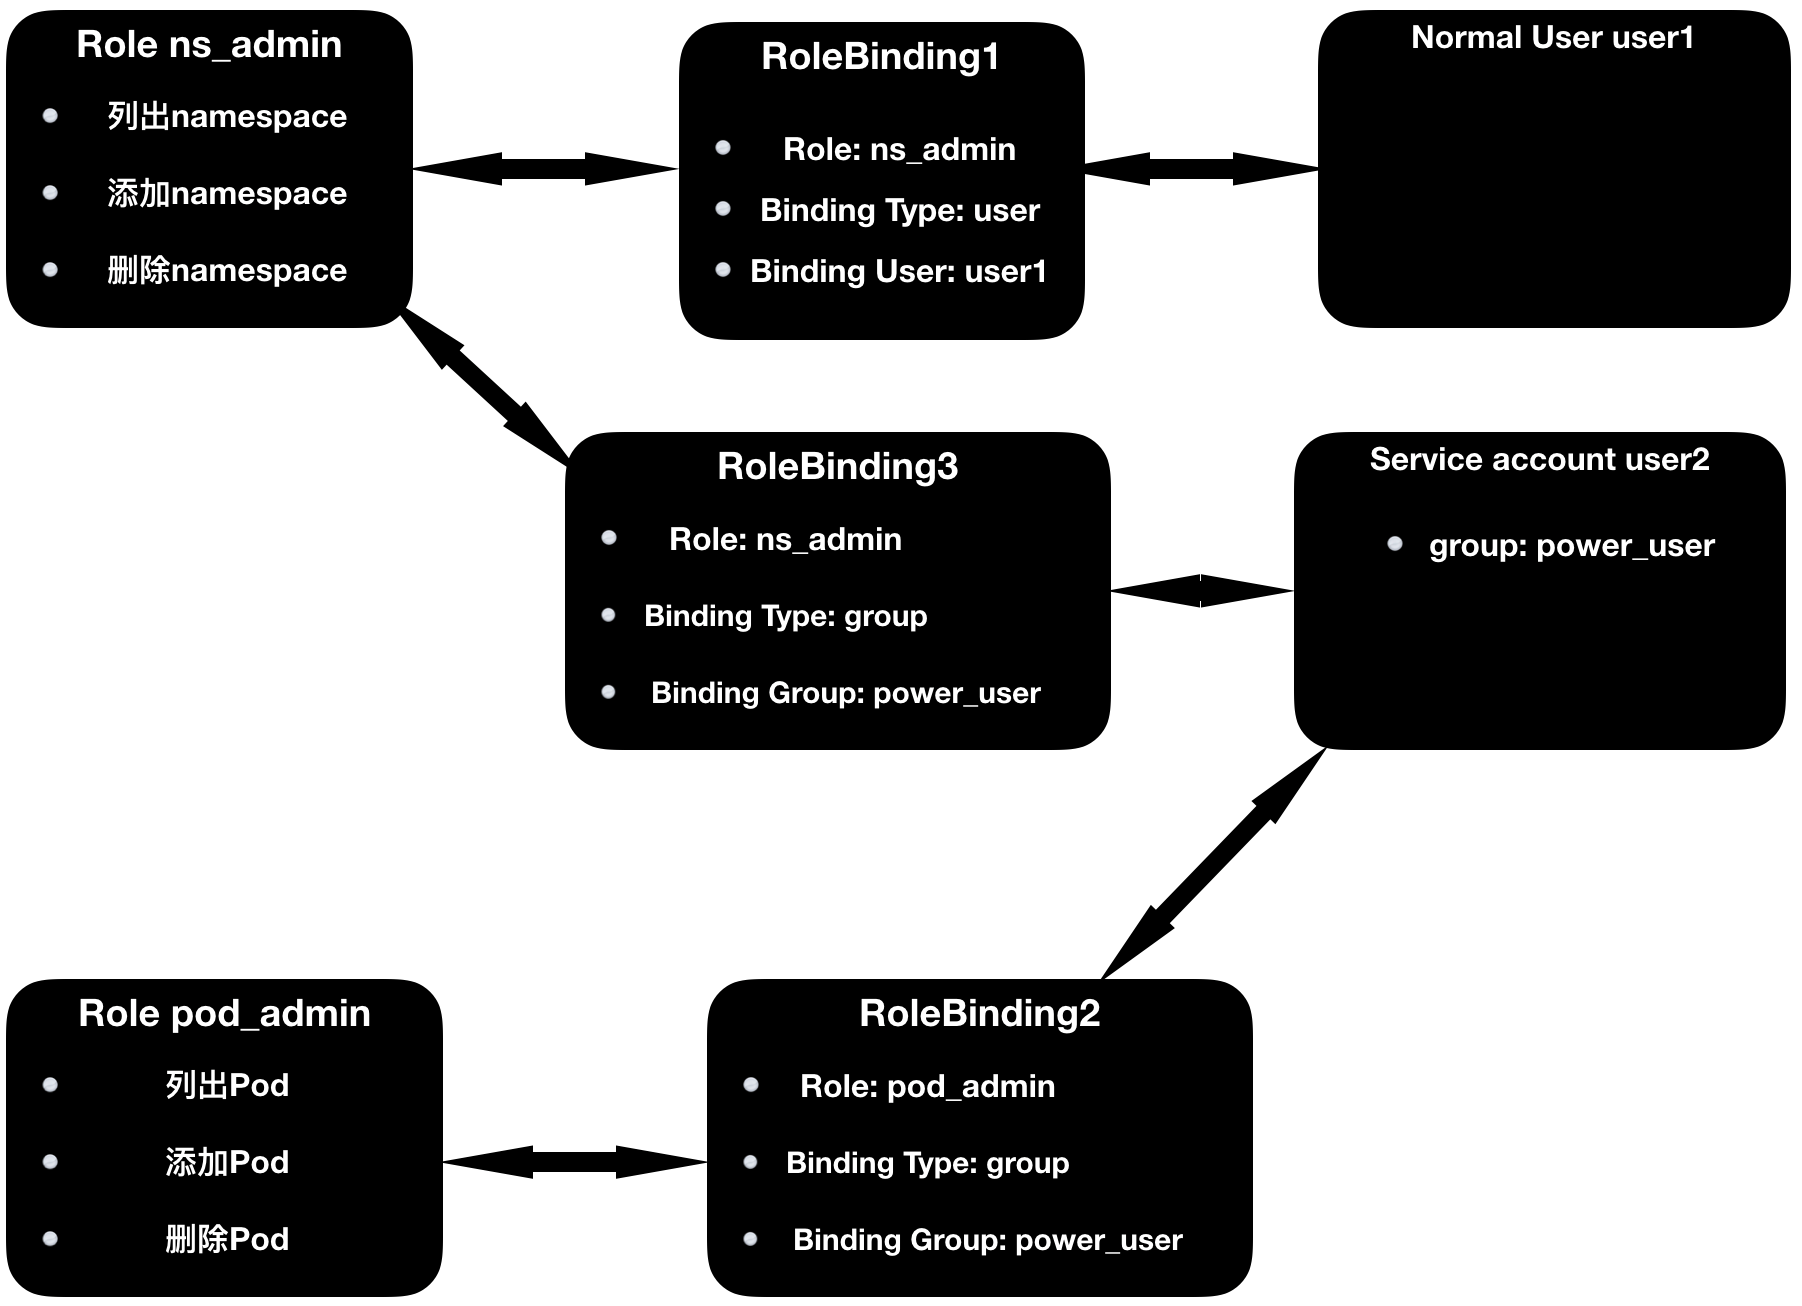 Role ns_admin
列出namespace
添加namespace
删除namespace
RoleBinding1
Role: ns_admin
Binding Type: user
Binding User: user1
Normal User user1
RoleBinding3
Role: ns_admin
Binding Type: group
Binding Group: power_user
Service account user2
group: power_user
Role pod_admin
列出Pod
添加Pod
删除Pod
RoleBinding2
Role: pod_admin
Binding Type: group
Binding Group: power_user